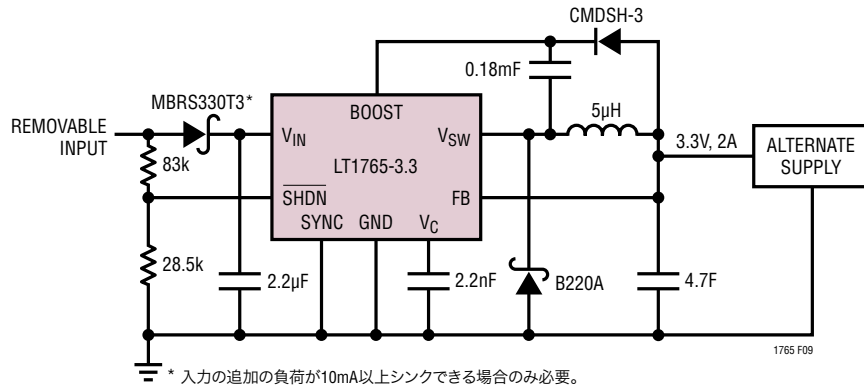 CMDSH-3
0.18mF
MBRS330T3*
BOOST
5µH
REMOVABLE
INPUT
VIN
VSW
3.3V, 2A
ALTERNATE
SUPPLY
83k
LT1765-3.3
SHDN
FB
SYNC
GND
VC
28.5k
2.2µF
2.2nF
B220A
4.7F
1765 F09
* 入力の追加の負荷が10mA以上シンクできる場合のみ必要。